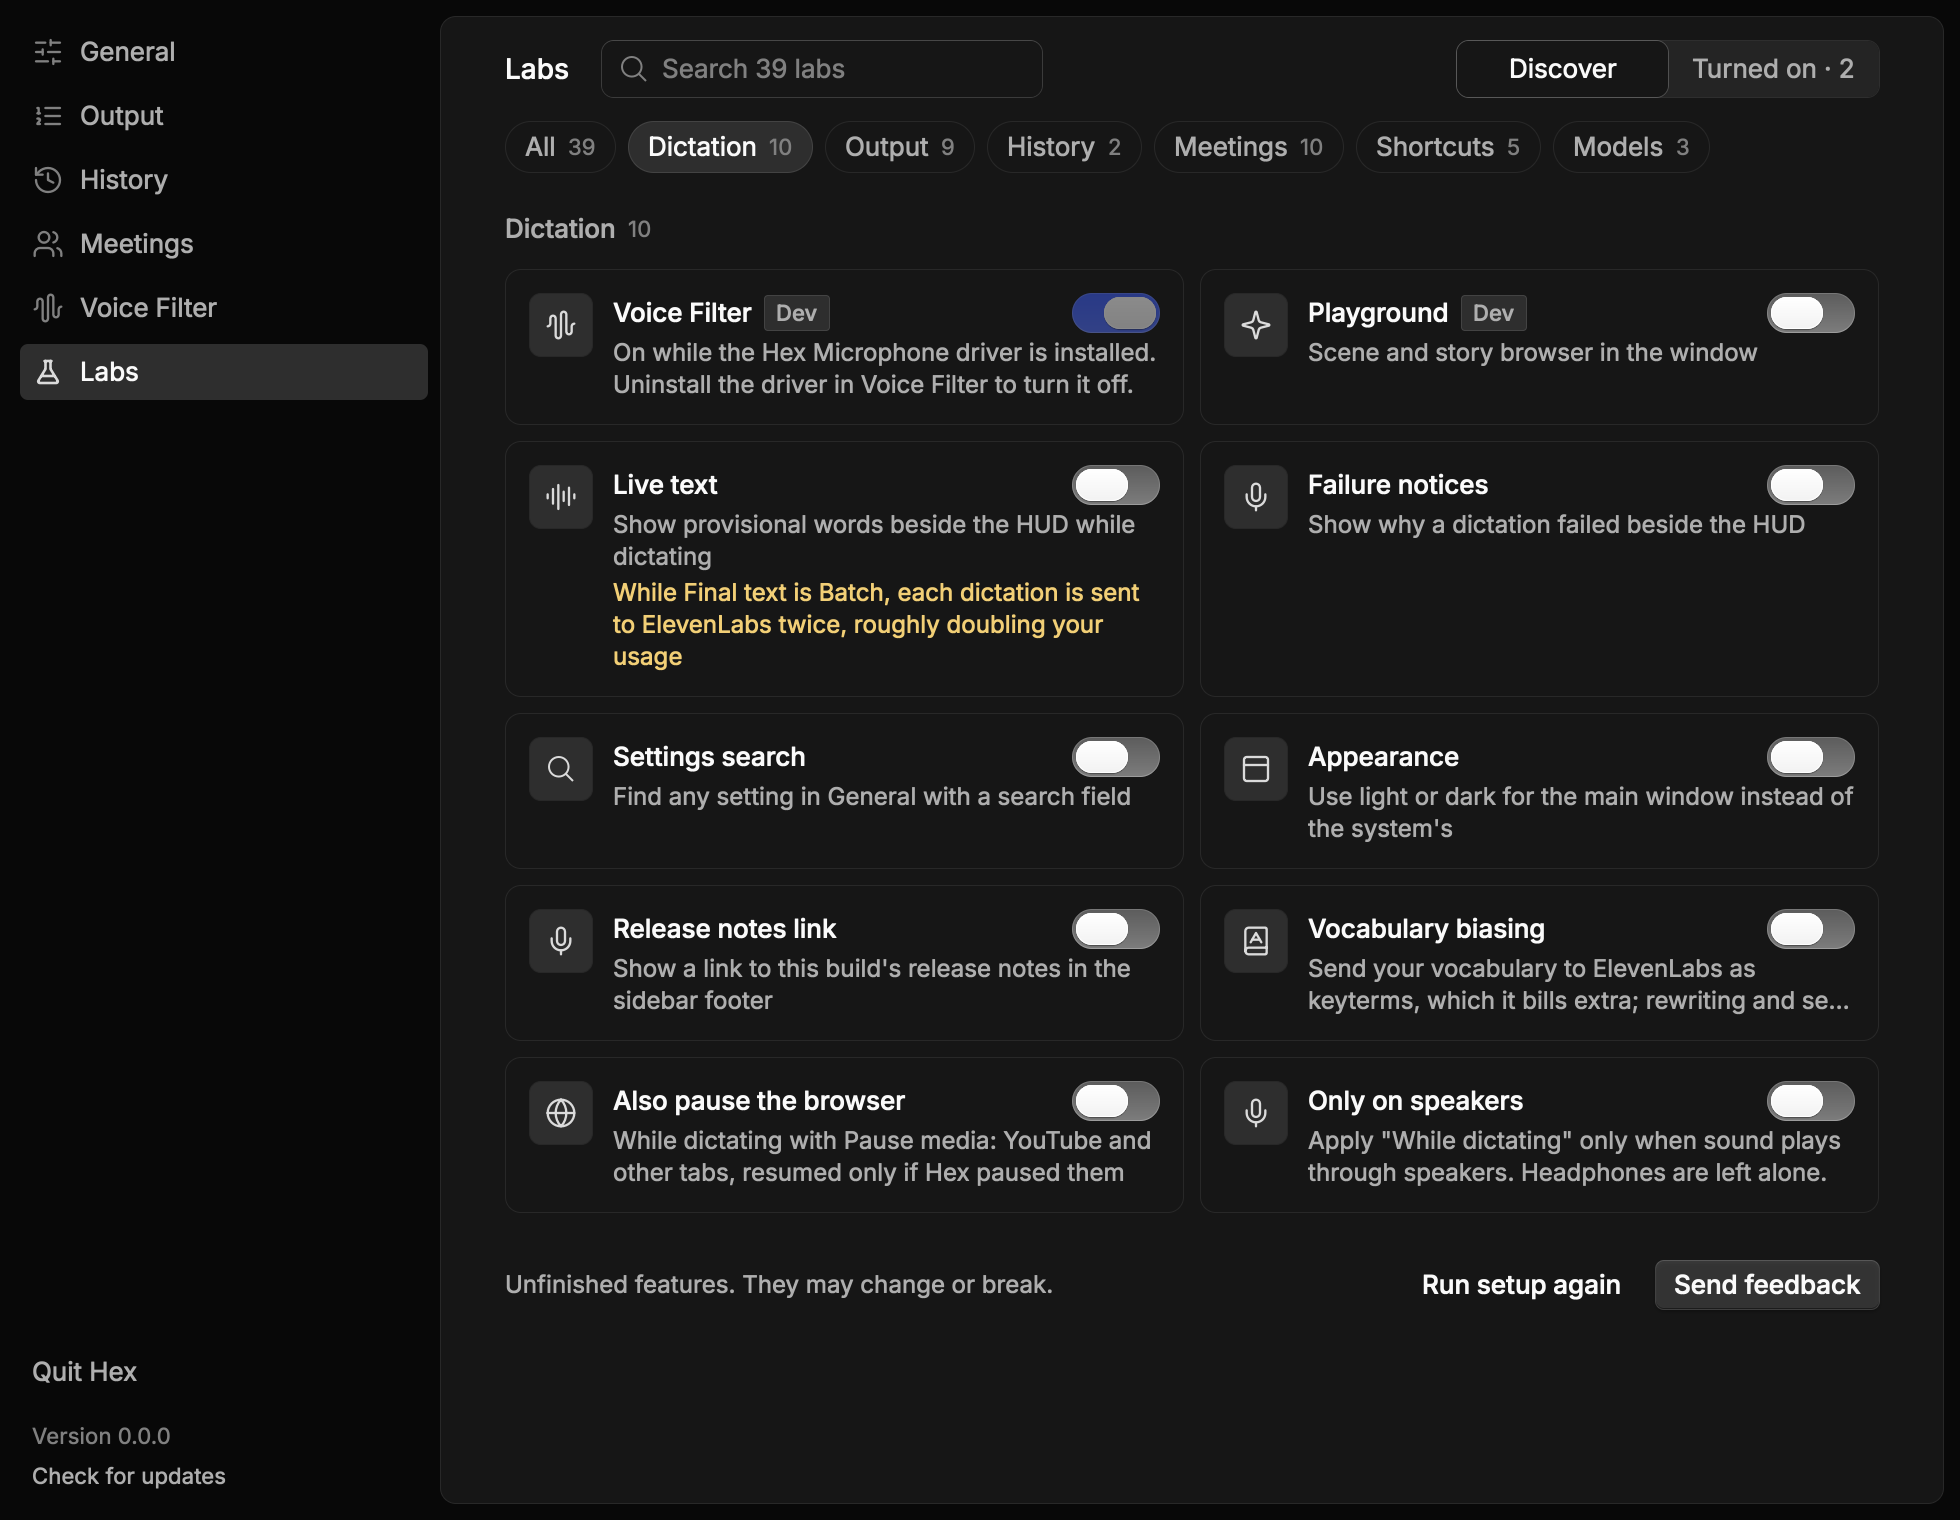 General
Output
History
Meetings
Voice Filter
Labs
Quit Hex
Version 0.0.0
Check for updates
Labs
Search 39 labs
Discover
Turned on · 2
All 39
Dictation 10
Output 9
History 2
Meetings 10
Shortcuts 5
Models 3
Dictation 10
Voice Filter Dev
On while the Hex Microphone driver is installed.
Uninstall the driver in Voice Filter to turn it off.
Playground Dev
Scene and story browser in the window
Live text
Show provisional words beside the HUD while
dictating
While Final text is Batch, each dictation is sent
to ElevenLabs twice, roughly doubling your
usage
Failure notices
Show why a dictation failed beside the HUD
Settings search
Find any setting in General with a search field
Appearance
Use light or dark for the main window instead of
the system's
Release notes link
Show a link to this build's release notes in the
sidebar footer
Vocabulary biasing
Send your vocabulary to ElevenLabs as
keyterms, which it bills extra; rewriting and se...
Also pause the browser
While dictating with Pause media: YouTube and
other tabs, resumed only if Hex paused them
Only on speakers
Apply "While dictating" only when sound plays
through speakers. Headphones are left alone.
Unfinished features. They may change or break.
Run setup again
Send feedback